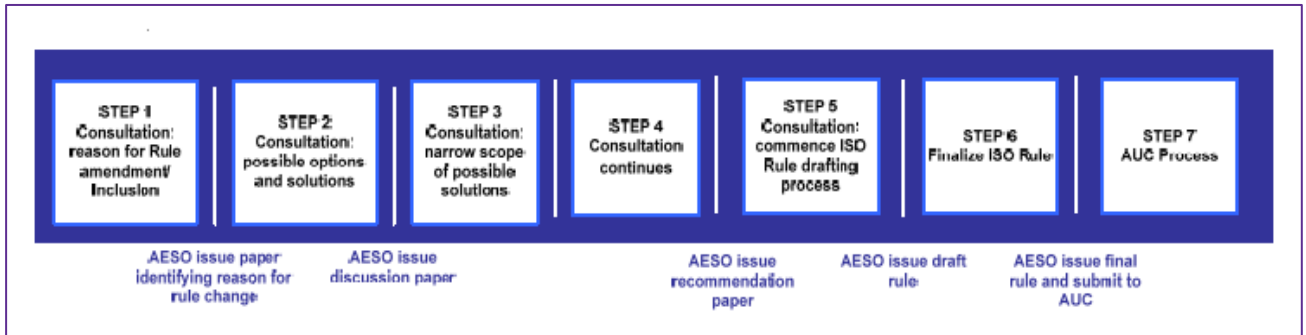 STEP 1
Consultation:
reason for Rule
amendment/
Inclusion
STEP 2
Consultation:
possible options
and solutions
STEP 3
Consultation:
narrow scope
of possible
solutions
STEP 4
Consultation
continues
STEP 5
Consultation:
commence ISO
Rule drafting
process
STEP 6
Finalize ISO Rule
STEP 7
AUC Process
AESO issue paper
identifying reason for
rule change
AESO issue
discussion paper
AESO issue
recommendation
paper
AESO issue draft
rule
AESO issue final
rule and submit to
AUC